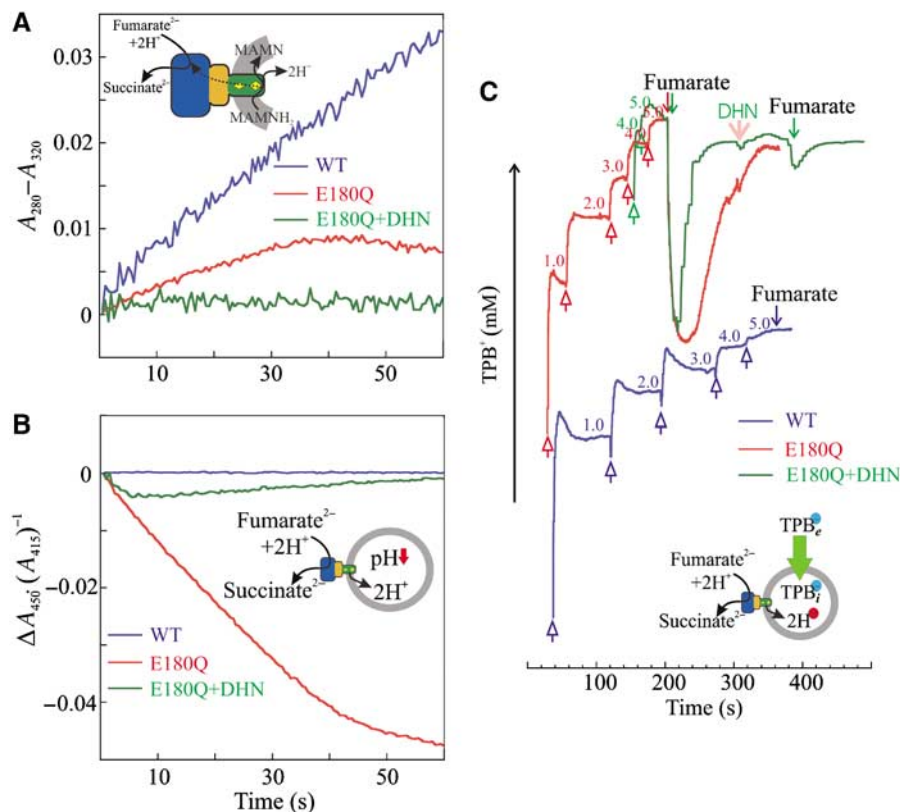 A
0.03
0.02
0.01
0
A280−A320
Fumarate2−
+2H+
Succinate2−
MAMN
2H−
MAMNH2
WT
E180Q
E180Q+DHN
10
30
50
B
0
−0.02
−0.04
ΔA450, (A415)−1
Fumarate2−
+2H+
Succinate2−
pH
2H+
WT
E180Q
E180Q+DHN
10
30
50
Time (s)
C
TPB+ (mM)
Fumarate
DHN
Fumarate
1.0
2.0
3.0
4.0
5.0
4.0
5.0
Fumarate
1.0
2.0
3.0
4.0
5.0
WT
E180Q
E180Q+DHN
TPBe
Fumarate2−
+2H+
TPBi
Succinate2−
2H
100
200
300
400
Time (s)